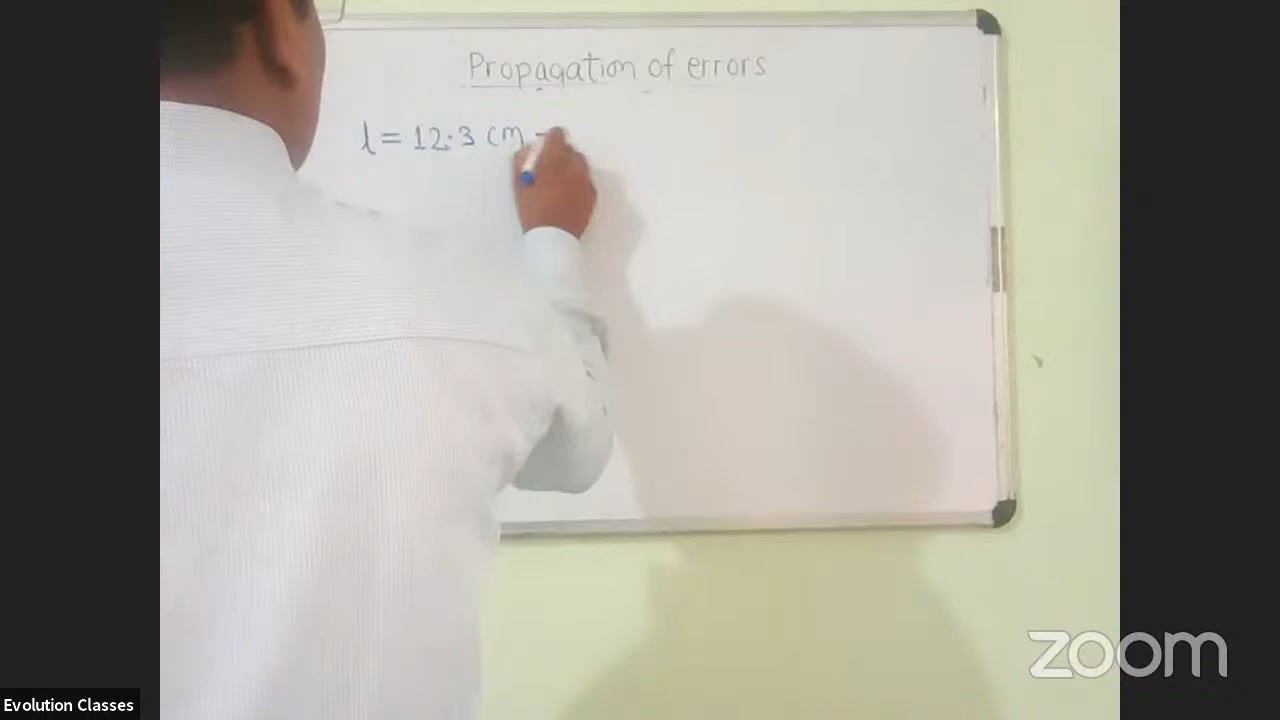 Propagation of errors
l = 12.3 cm
zoom
Evolution Classes